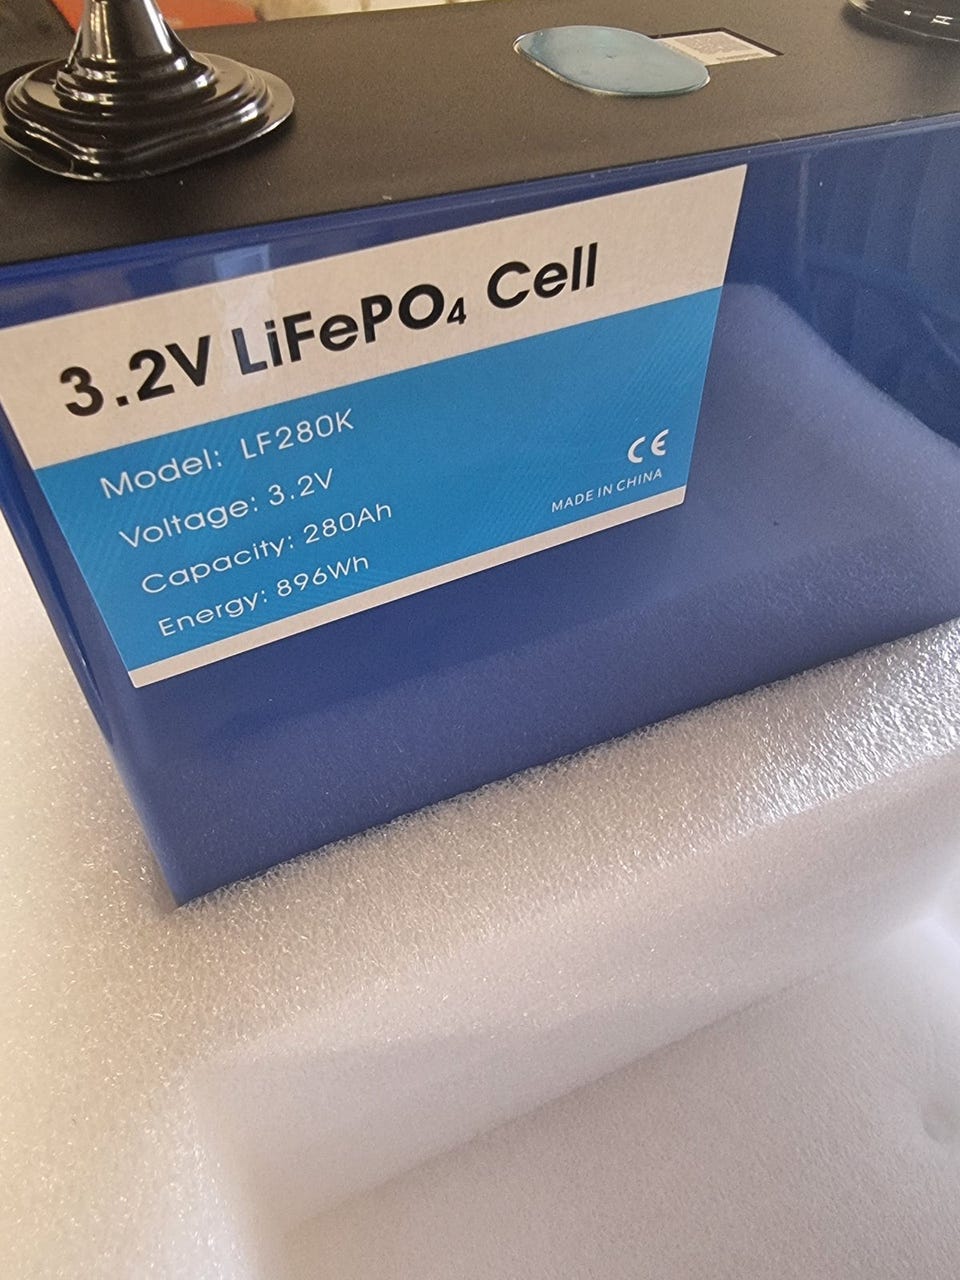 3.2V LiFePO₄ Cell
Model: LF280K
Voltage: 3.2V
Capacity: 280Ah
Energy: 896Wh
CE
MADE IN CHINA